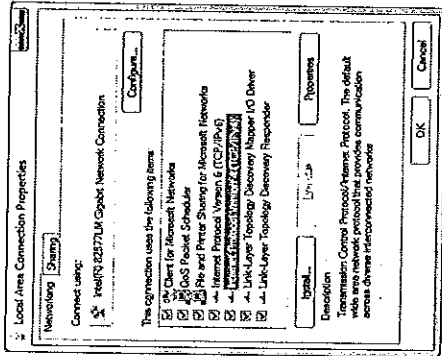 Local Area Connection Properties
Networking
Sharing
Connect using:
Intel(R) 82577LM Gigabit Network Connection
Configure...
This connection uses the following items:
Client for Microsoft Networks
QoS Packet Scheduler
File and Printer Sharing for Microsoft Networks
Internet Protocol Version 6 (TCP/IPv6)
Link-Layer Topology Discovery Mapper I/O Driver
Link-Layer Topology Discovery Responder
Install...
Properties
Description
Transmission Control Protocol/Internet Protocol. The default
wide area network protocol that provides communication
across diverse interconnected networks
OK
Cancel